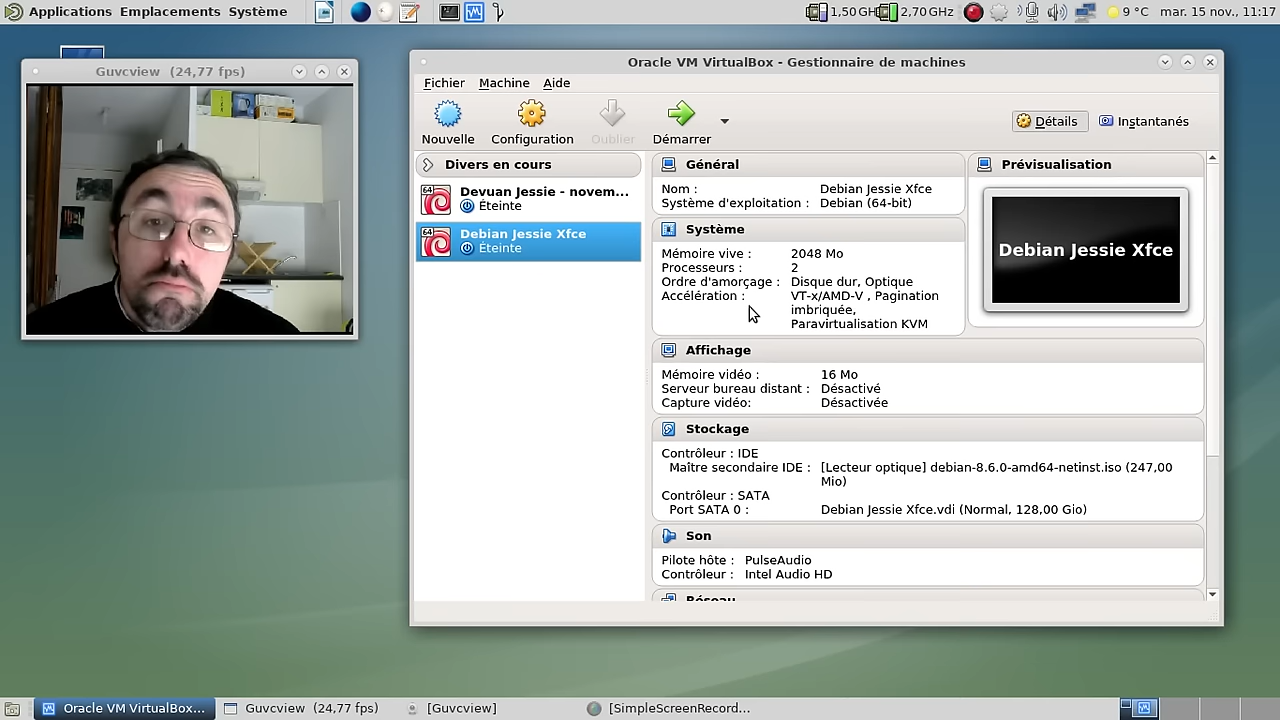 Applications Emplacements Système
1,50 GH 2,70 GHz 9 °C mar. 15 nov., 11:17
Guvcview (24,77 fps)
Oracle VM VirtualBox - Gestionnaire de machines
Fichier Machine Aide
Nouvelle Configuration Oublier Démarrer
Détails Instantanés
Divers en cours
64 Devuan Jessie - novem...
Éteinte
64 Debian Jessie Xfce
Éteinte
Général
Nom : Debian Jessie Xfce
Système d'exploitation : Debian (64-bit)
Prévisualisation
Debian Jessie Xfce
Système
Mémoire vive : 2048 Mo
Processeurs : 2
Ordre d'amorçage : Disque dur, Optique
Accélération : VT-x/AMD-V , Pagination
imbriquée,
Paravirtualisation KVM
Affichage
Mémoire vidéo : 16 Mo
Serveur bureau distant : Désactivé
Capture vidéo: Désactivée
Stockage
Contrôleur : IDE
Maître secondaire IDE : [Lecteur optique] debian-8.6.0-amd64-netinst.iso (247,00
Mio)
Contrôleur : SATA
Port SATA 0 : Debian Jessie Xfce.vdi (Normal, 128,00 Gio)
Son
Pilote hôte : PulseAudio
Contrôleur : Intel Audio HD
Réseau
Oracle VM VirtualBox... Guvcview (24,77 fps) [Guvcview] [SimpleScreenRecord...